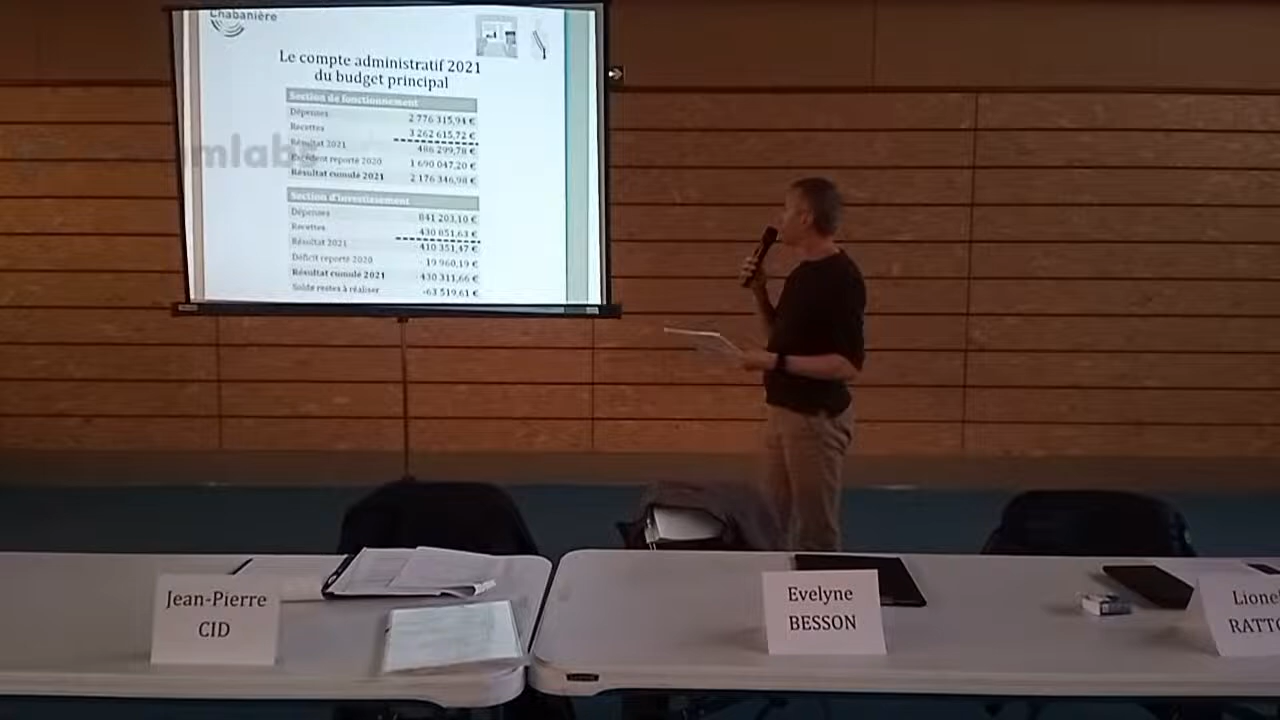 Chabanière
Le compte administratif 2021
du budget principal
Section de fonctionnement
Dépenses 2 776 315,94 €
Recettes 3 262 615,72 €
Résultat 2021 486 299,78 €
Excédent reporté 2020 1 690 047,20 €
Résultat cumulé 2021 2 176 346,98 €
Section d'investissement
Dépenses 841 203,10 €
Recettes 430 851,63 €
Résultat 2021 - 410 351,47 €
Déficit reporté 2020 - 19 960,19 €
Résultat cumulé 2021 - 430 311,66 €
Solde restes à réaliser -63 519,61 €
Jean-Pierre
CID
Evelyne
BESSON
Lionel